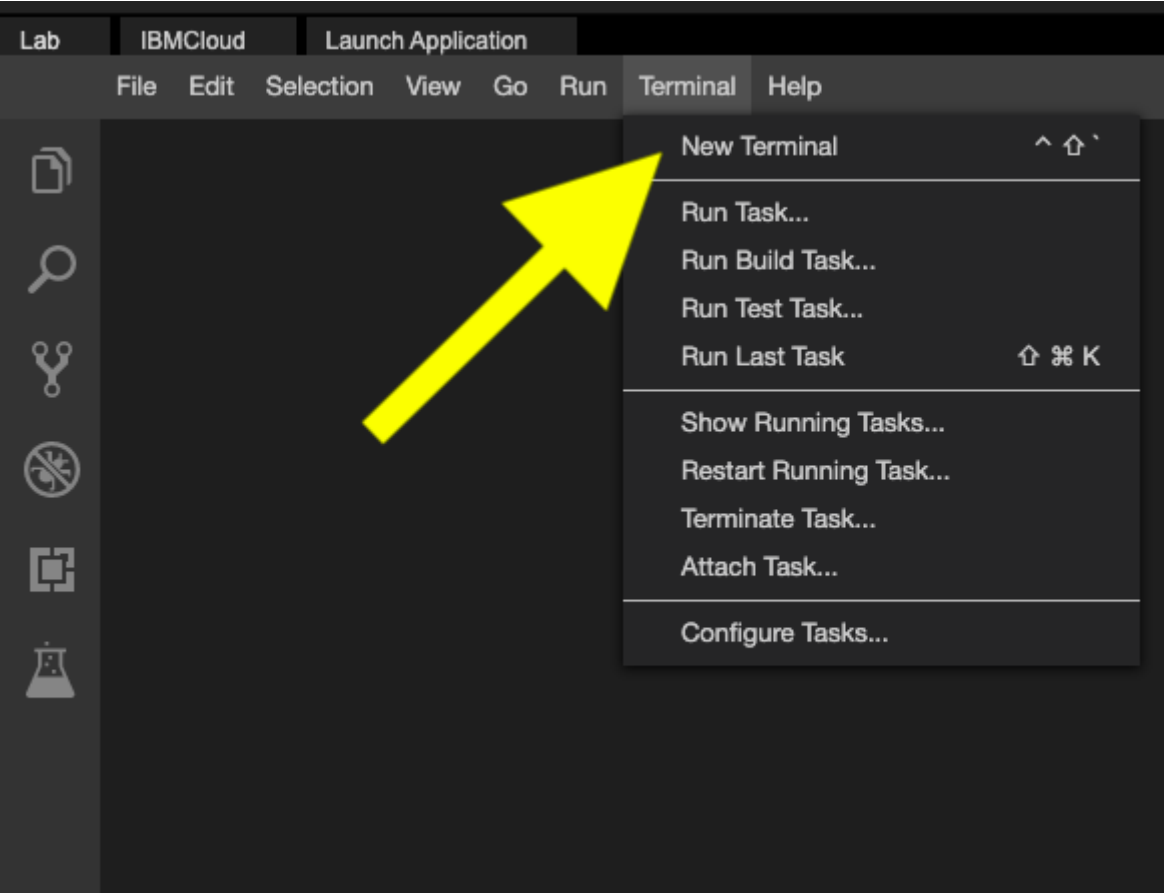 Lab IBMCloud Launch Application
File Edit Selection View Go Run Terminal Help
New Terminal ^ ⇧ `
Run Task...
Run Build Task...
Run Test Task...
Run Last Task ⇧ ⌘ K
Show Running Tasks...
Restart Running Task...
Terminate Task...
Attach Task...
Configure Tasks...